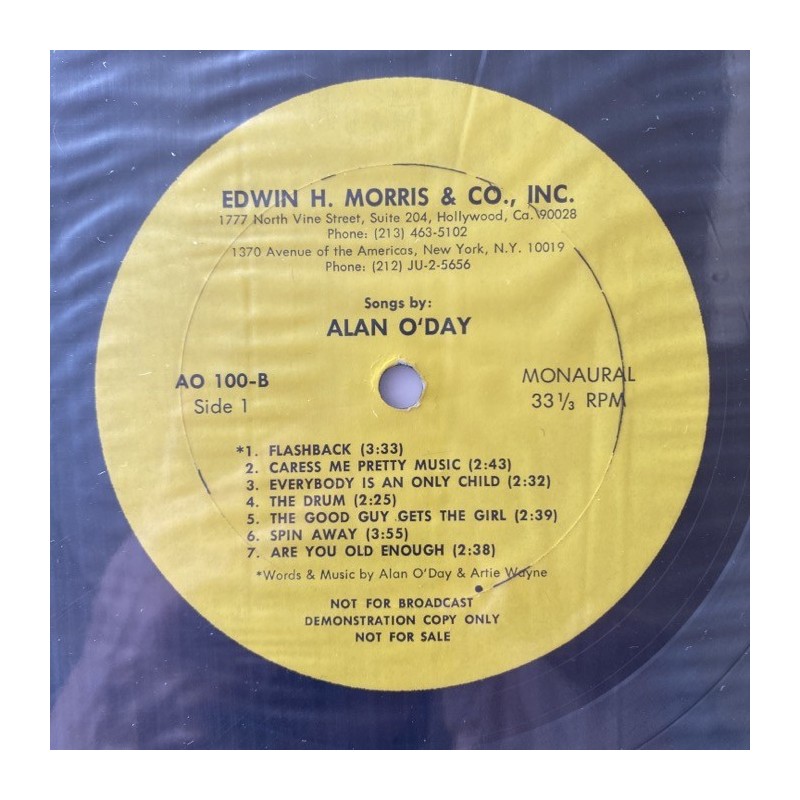 EDWIN H. MORRIS & CO., INC.
1777 North Vine Street, Suite 204, Hollywood, Ca. 90028
Phone: (213) 463-5102
1370 Avenue of the Americas, New York, N.Y. 10019
Phone: (212) JU-2-5656
Songs by:
ALAN O'DAY
AO 100-B
Side 1
MONAURAL
33 1/3 RPM
*1. FLASHBACK (3:33)
2. CARESS ME PRETTY MUSIC (2:43)
3. EVERYBODY IS AN ONLY CHILD (2:32)
4. THE DRUM (2:25)
5. THE GOOD GUY GETS THE GIRL (2:39)
6. SPIN AWAY (3:55)
7. ARE YOU OLD ENOUGH (2:38)
*Words & Music by Alan O'Day & Artie Wayne
NOT FOR BROADCAST
DEMONSTRATION COPY ONLY
NOT FOR SALE